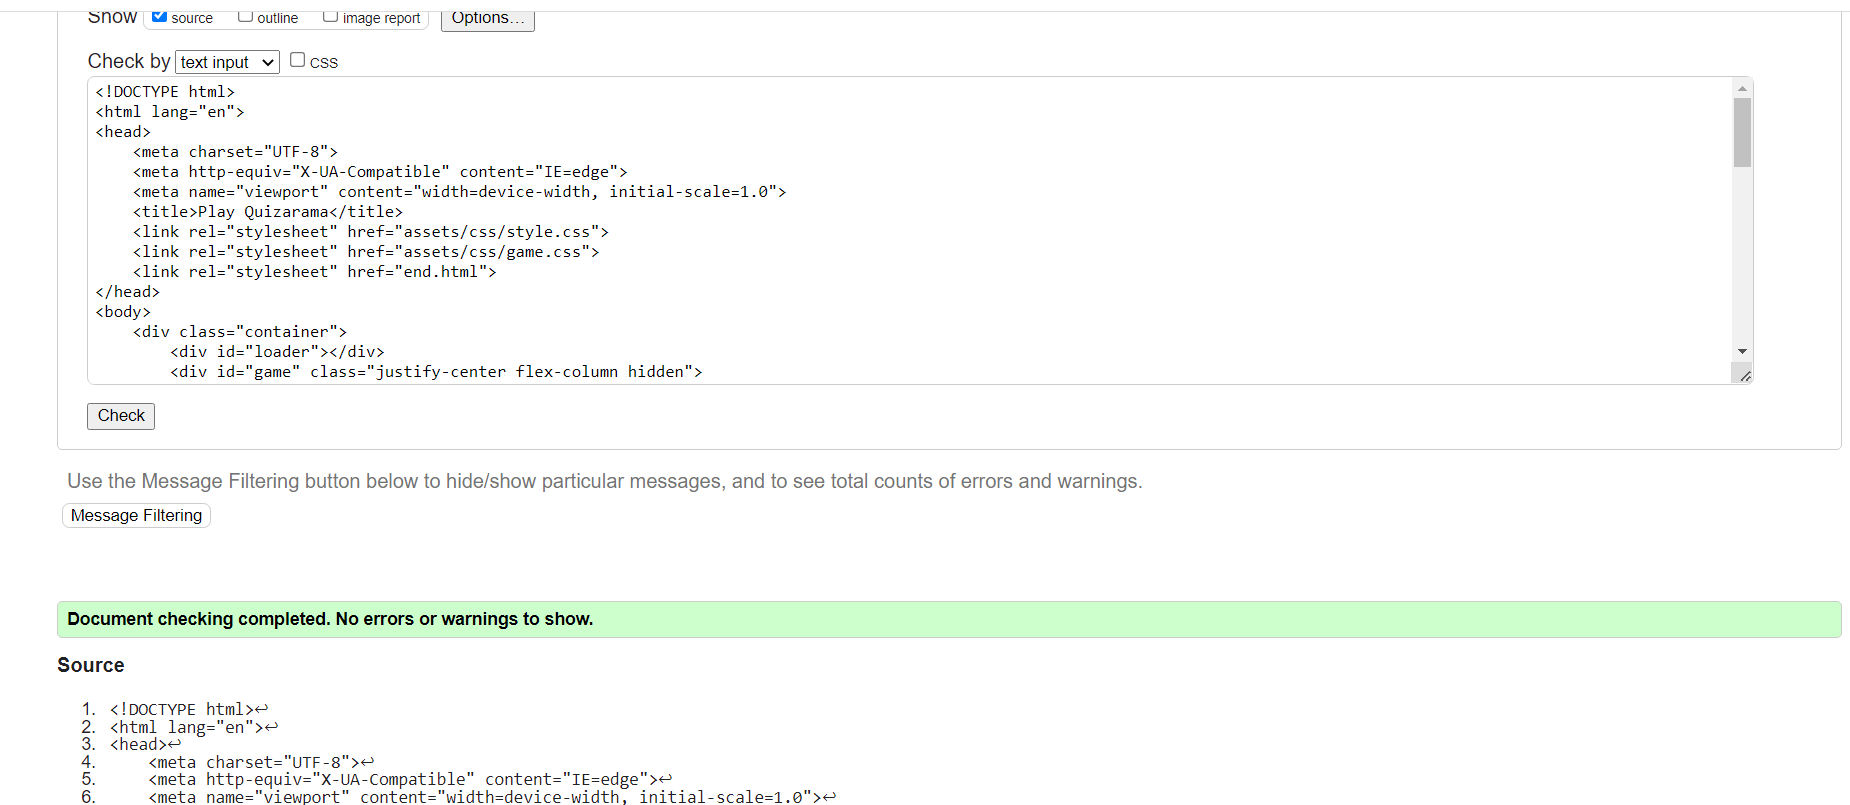 Show source outline image report Options...
Check by text input CSS
<!DOCTYPE html>
<html lang="en">
<head>
    <meta charset="UTF-8">
    <meta http-equiv="X-UA-Compatible" content="IE=edge">
    <meta name="viewport" content="width=device-width, initial-scale=1.0">
    <title>Play Quizarama</title>
    <link rel="stylesheet" href="assets/css/style.css">
    <link rel="stylesheet" href="assets/css/game.css">
    <link rel="stylesheet" href="end.html">
</head>
<body>
    <div class="container">
        <div id="loader"></div>
        <div id="game" class="justify-center flex-column hidden">
Check
Use the Message Filtering button below to hide/show particular messages, and to see total counts of errors and warnings.
Message Filtering
Document checking completed. No errors or warnings to show.
Source
1. <!DOCTYPE html>↩
2. <html lang="en">↩
3. <head>↩
4.     <meta charset="UTF-8">↩
5.     <meta http-equiv="X-UA-Compatible" content="IE=edge">↩
6.     <meta name="viewport" content="width=device-width, initial-scale=1.0">↩